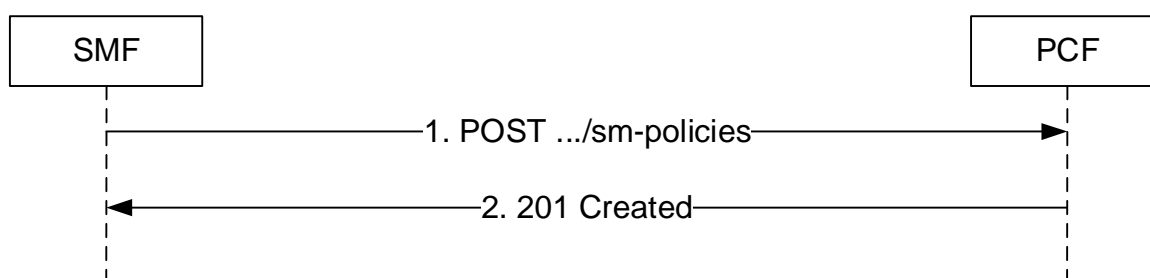 SMF
PCF
1. POST .../sm-policies
2. 201 Created